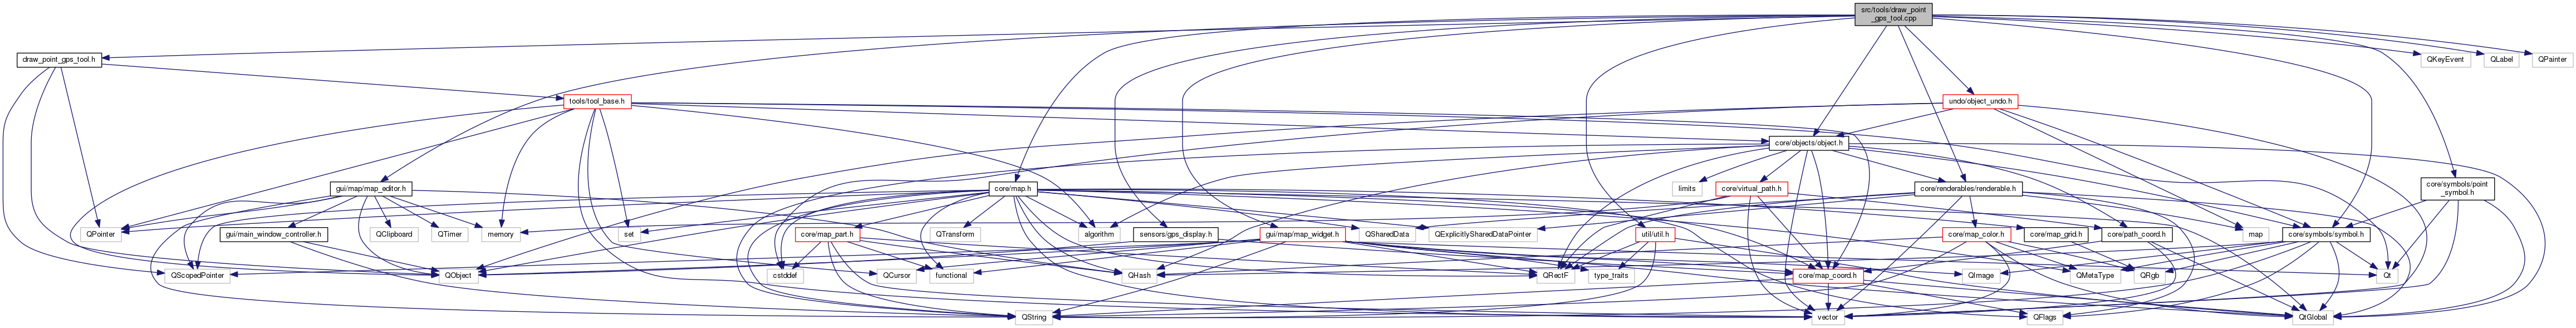 src/tools/draw_point
_gps_tool.cpp
draw_point_gps_tool.h
QKeyEvent
QLabel
QPainter
tools/tool_base.h
undo/object_undo.h
core/objects/object.h
gui/map/map_editor.h
core/map.h
limits
core/virtual_path.h
core/renderables/renderable.h
core/symbols/point
_symbol.h
QPointer
gui/main_window_controller.h
QClipboard
QTimer
memory
set
QTransform
core/map_part.h
algorithm
sensors/gps_display.h
gui/map/map_widget.h
util/util.h
QSharedData
QExplicitlySharedDataPointer
core/map_color.h
core/map_grid.h
core/path_coord.h
map
core/symbols/symbol.h
QScopedPointer
QObject
cstddef
QCursor
functional
QHash
QRectF
type_traits
core/map_coord.h
QImage
QMetaType
QRgb
Qt
QString
vector
QFlags
QtGlobal